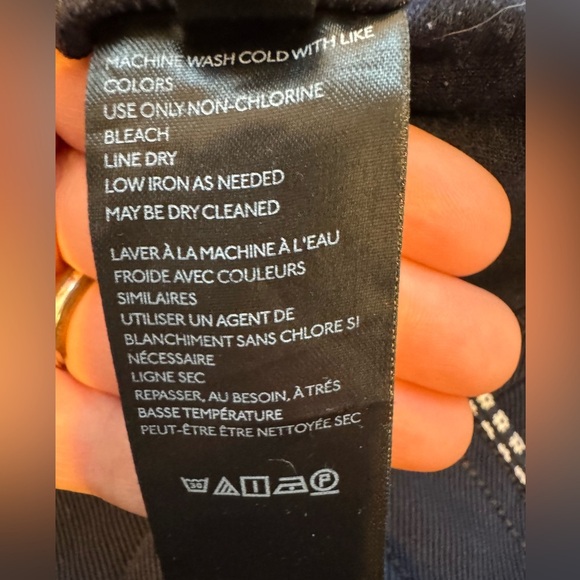 MACHINE WASH COLD WITH LIKE
COLORS
USE ONLY NON-CHLORINE
BLEACH
LINE DRY
LOW IRON AS NEEDED
MAY BE DRY CLEANED
LAVER À LA MACHINE À L'EAU
FROIDE AVEC COULEURS
SIMILAIRES
UTILISER UN AGENT DE
BLANCHIMENT SANS CHLORE SI
NÉCESSAIRE
LIGNE SEC
REPASSER, AU BESOIN, À TRÉS
BASSE TEMPÉRATURE
PEUT-ÊTRE ÊTRE NETTOYÉE SEC
30 P